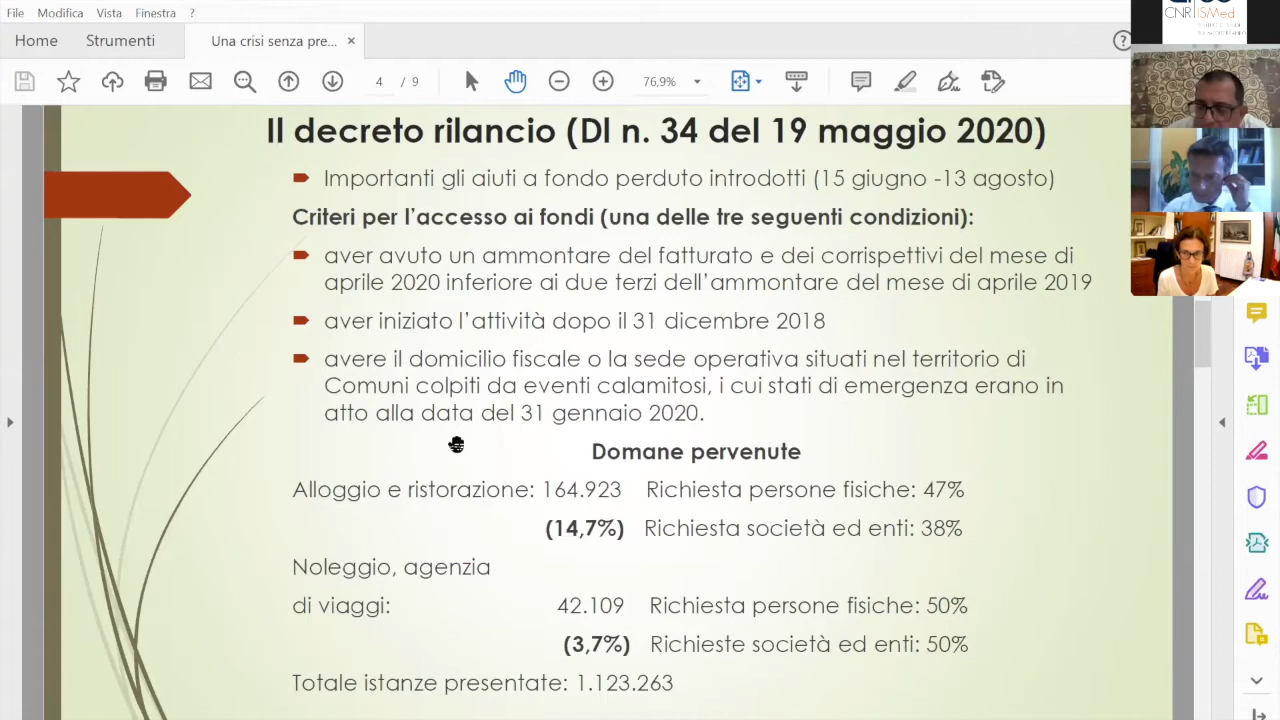 File Modifica Vista Finestra ?
Home Strumenti Una crisi senza pre... ×
4 / 9 76,9%
CNR ISMed
Il decreto rilancio (Dl n. 34 del 19 maggio 2020)
Importanti gli aiuti a fondo perduto introdotti (15 giugno -13 agosto)
Criteri per l’accesso ai fondi (una delle tre seguenti condizioni):
aver avuto un ammontare del fatturato e dei corrispettivi del mese di
aprile 2020 inferiore ai due terzi dell’ammontare del mese di aprile 2019
aver iniziato l’attività dopo il 31 dicembre 2018
avere il domicilio fiscale o la sede operativa situati nel territorio di
Comuni colpiti da eventi calamitosi, i cui stati di emergenza erano in
atto alla data del 31 gennaio 2020.
Domane pervenute
Alloggio e ristorazione: 164.923 Richiesta persone fisiche: 47%
(14,7%) Richiesta società ed enti: 38%
Noleggio, agenzia
di viaggi: 42.109 Richiesta persone fisiche: 50%
(3,7%) Richieste società ed enti: 50%
Totale istanze presentate: 1.123.263